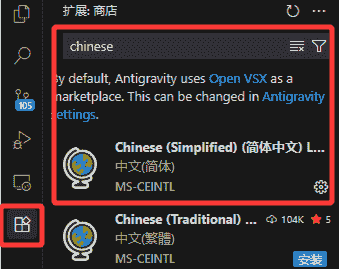 扩展: 商店
chinese
By default, Antigravity uses Open VSX as a
marketplace. This can be changed in Antigravity
settings.
105
Chinese (Simplified) (简体中文) L...
中文(简体)
MS-CEINTL
Chinese (Traditional) ... 104K 5
中文(繁體)
MS-CEINTL 安装